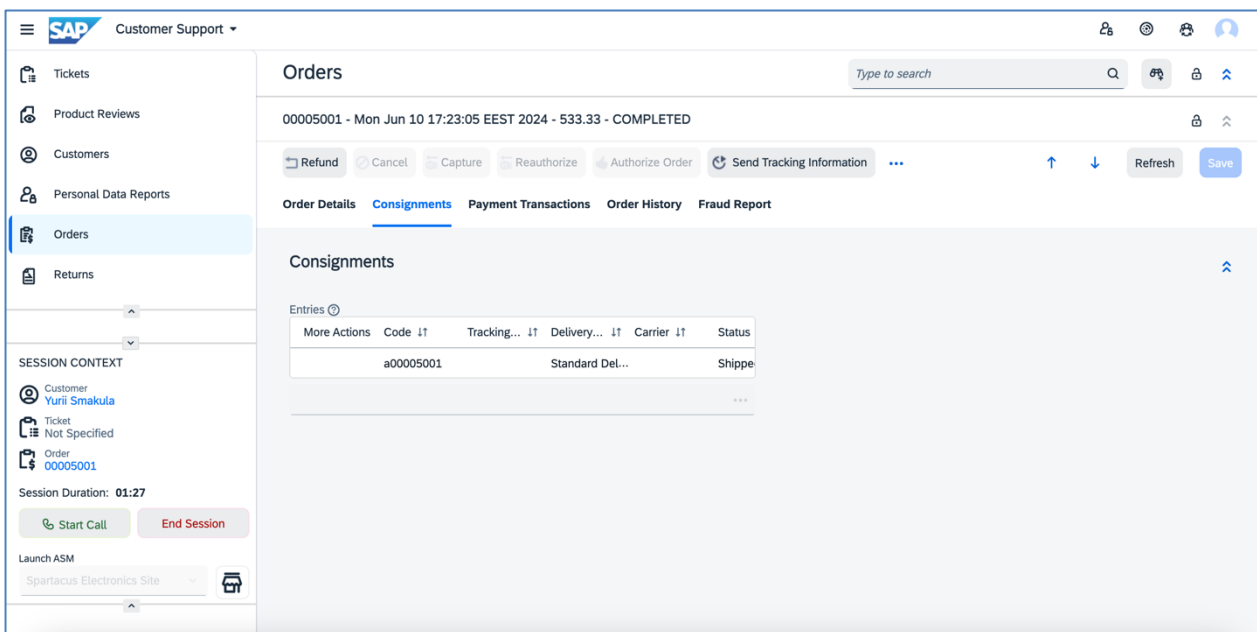 SAP Customer Support
Tickets
Product Reviews
Customers
Personal Data Reports
Orders
Returns
SESSION CONTEXT
Customer
Yurii Smakula
Ticket
Not Specified
Order
00005001
Session Duration: 01:27
Start Call End Session
Launch ASM
Spartacus Electronics Site
Orders Type to search
00005001 - Mon Jun 10 17:23:05 EEST 2024 - 533.33 - COMPLETED
Refund Cancel Capture Reauthorize Authorize Order Send Tracking Information ••• Refresh Save
Order Details Consignments Payment Transactions Order History Fraud Report
Consignments
Entries
More Actions Code Tracking... Delivery... Carrier Status
a00005001 Standard Del... Shippe